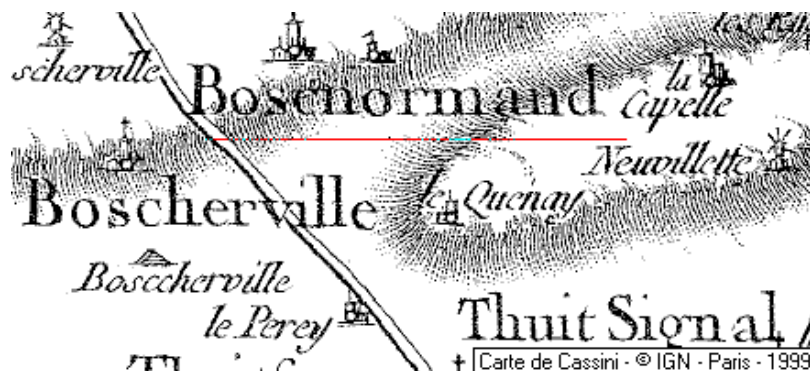 scherville
Boscnormand
la
Capelle
Neuvillette
Boscherville
le Quenay
Bosccherville
le Perey
Thuit Signal
Carte de Cassini - © IGN - Paris - 1999